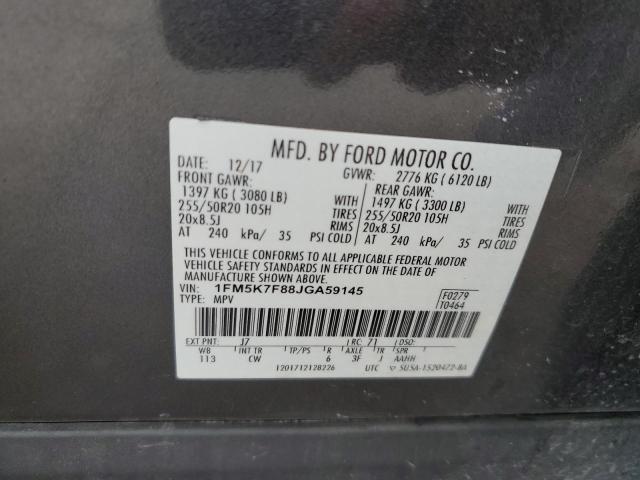 MFD. BY FORD MOTOR CO.
DATE: 12/17 GVWR: 2776 KG ( 6120 LB)
FRONT GAWR: REAR GAWR:
1397 KG ( 3080 LB) WITH 1497 KG ( 3300 LB) WITH
255/50R20 105H TIRES 255/50R20 105H TIRES
20x8.5J RIMS 20x8.5J RIMS
AT 240 kPa/ 35 PSI COLD AT 240 kPa/ 35 PSI COLD
THIS VEHICLE CONFORMS TO ALL APPLICABLE FEDERAL MOTOR
VEHICLE SAFETY STANDARDS IN EFFECT ON THE DATE OF
MANUFACTURE SHOWN ABOVE.
VIN: 1FM5K7F88JGA59145 F0279
TYPE: MPV T0464
EXT PNT: J7 RC: 71 DSO:
WB INT TR TP/PS R AXLE TR SPR
113 CW 6 3F J AAHH
1201712128226 UTC 5U5A-1520472-BA